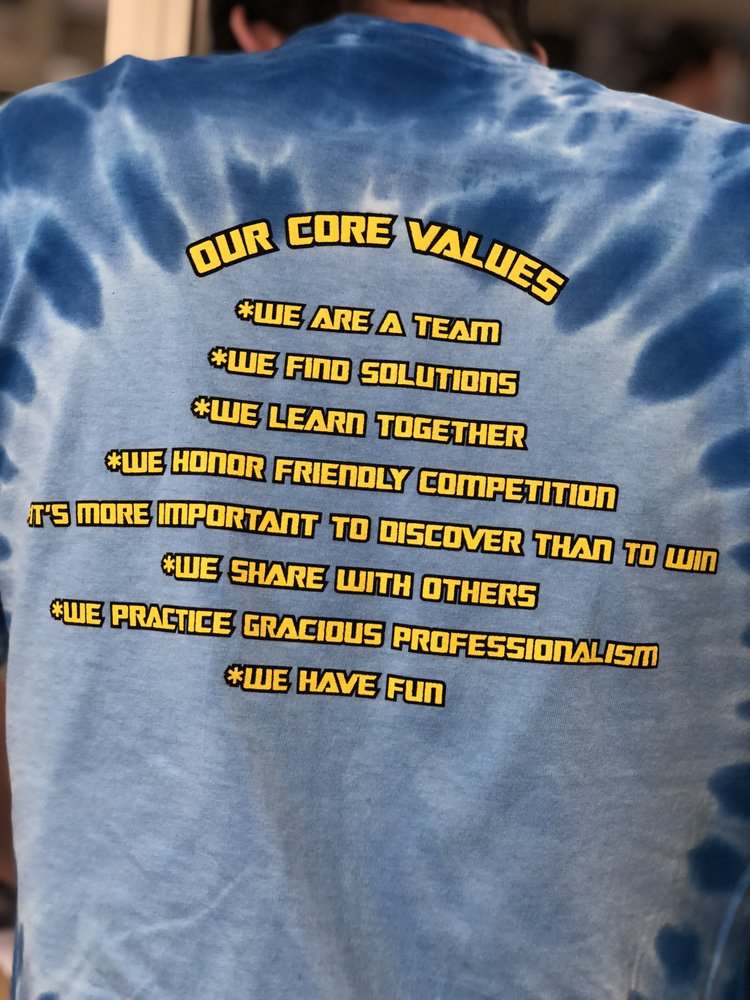 OUR CORE VALUES
*WE ARE A TEAM
*WE FIND SOLUTIONS
*WE LEARN TOGETHER
*WE HONOR FRIENDLY COMPETITION
IT'S MORE IMPORTANT TO DISCOVER THAN TO WIN
*WE SHARE WITH OTHERS
*WE PRACTICE GRACIOUS PROFESSIONALISM
*WE HAVE FUN